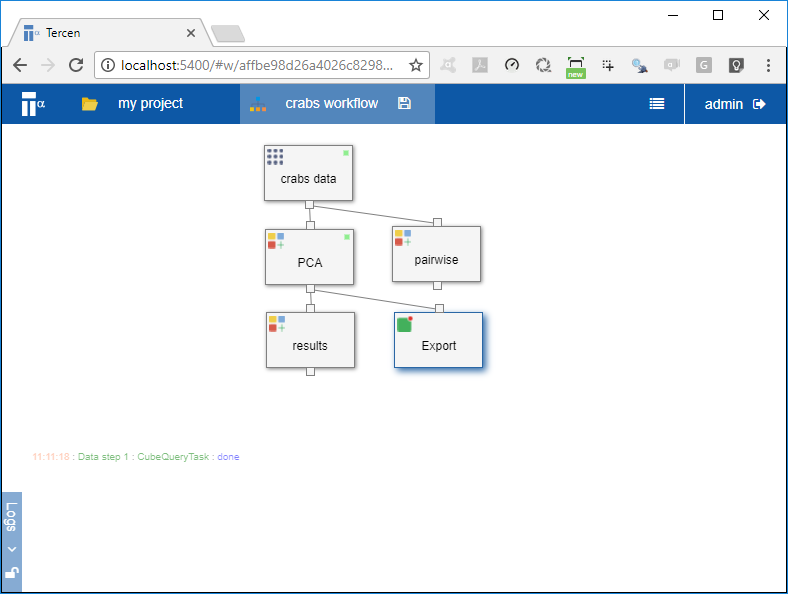 Tercen
localhost:5400/#w/affbe98d26a4026c8298...
new
G
my project
crabs workflow
admin
crabs data
PCA
pairwise
results
Export
11:11:18 : Data step 1 : CubeQueryTask : done
Logs